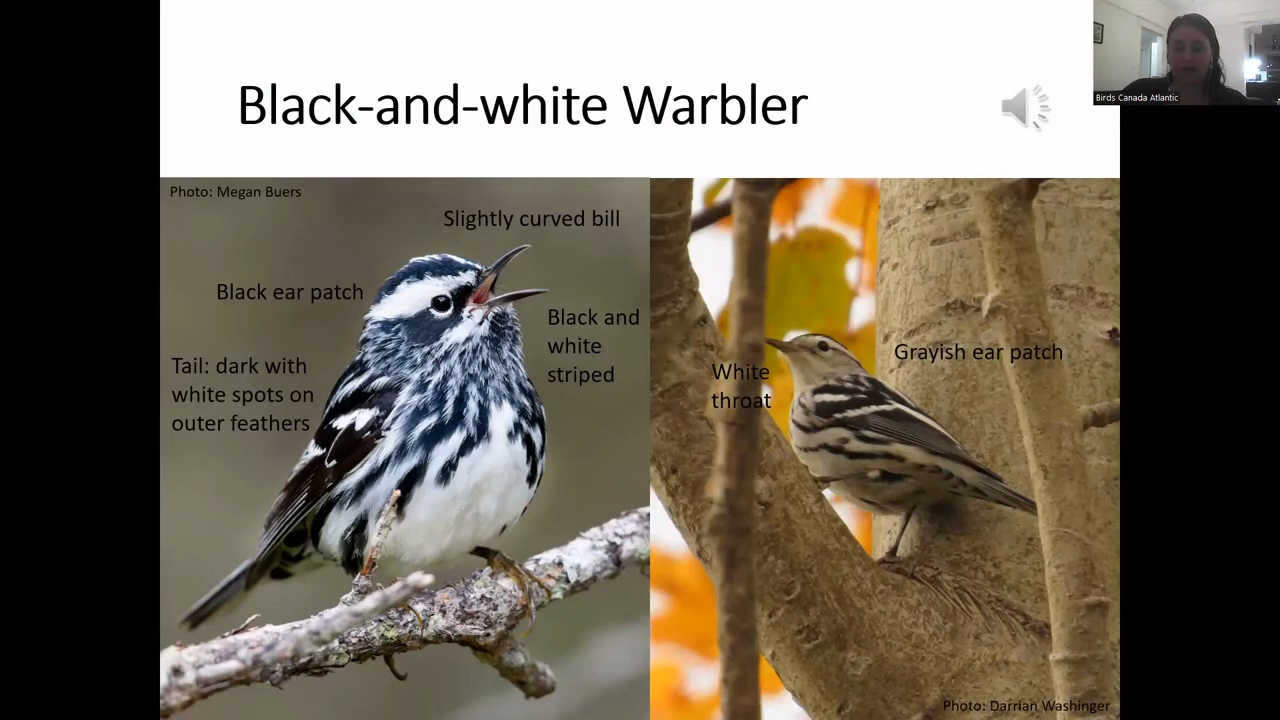 Black-and-white Warbler
Birds Canada Atlantic
Photo: Megan Buers
Slightly curved bill
Black ear patch
Black and
white
striped
Tail: dark with
white spots on
outer feathers
Grayish ear patch
White
throat
Photo: Darrian Washinger